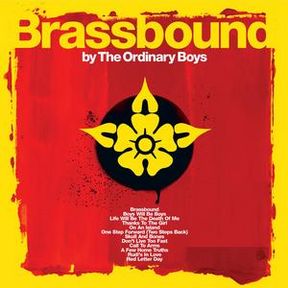 Brassbound
by The Ordinary Boys
Brassbound
Boys Will Be Boys
Life Will Be The Death Of Me
Thanks To The Girl
On An Island
One Step Forward (Two Steps Back)
Skull And Bones
Don't Live Too Fast
Call To Arms
A Few Home Truths
Rudi's In Love
Red Letter Day